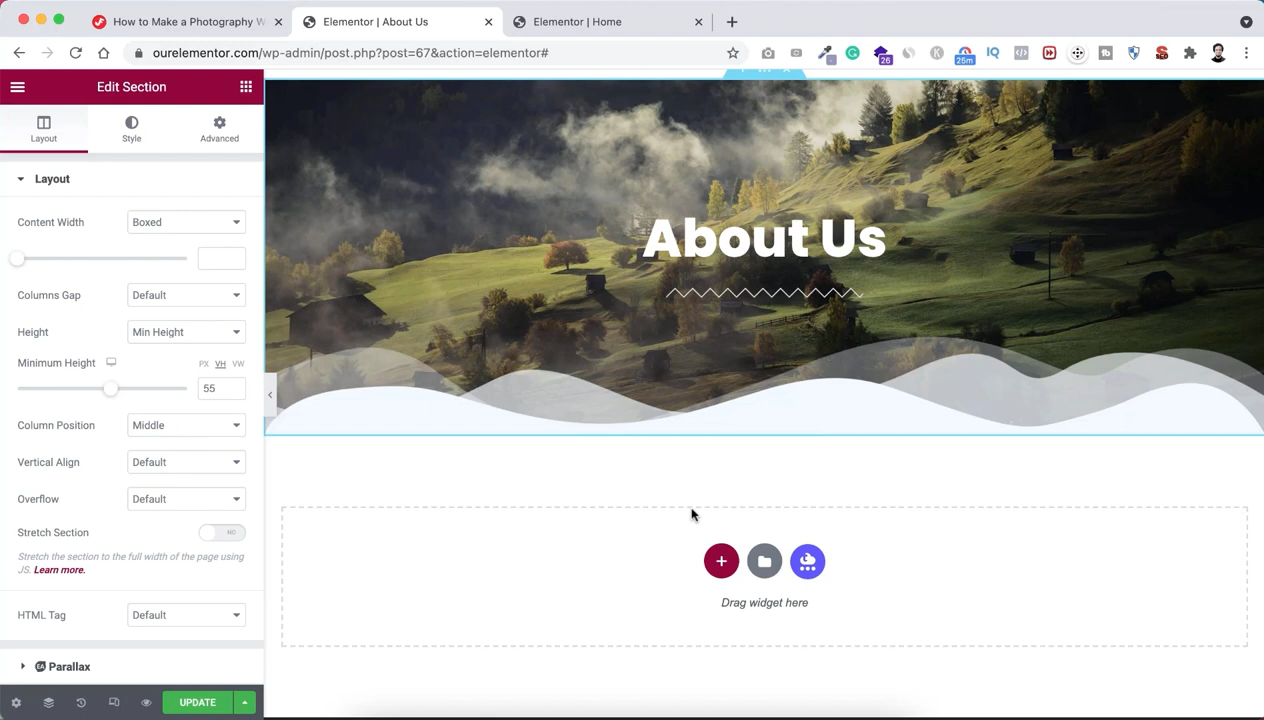 How to Make a Photography W
Elementor | About Us
Elementor | Home
ourelementor.com/wp-admin/post.php?post=67&action=elementor#
26
26m
IQ
Edit Section
Layout
Style
Advanced
Layout
Content Width
Boxed
Columns Gap
Default
Height
Min Height
Minimum Height
PX VH VW
55
Column Position
Middle
Vertical Align
Default
Overflow
Default
Stretch Section
NO
Stretch the section to the full width of the page using
JS. Learn more.
HTML Tag
Default
EA Parallax
UPDATE
About Us
Drag widget here